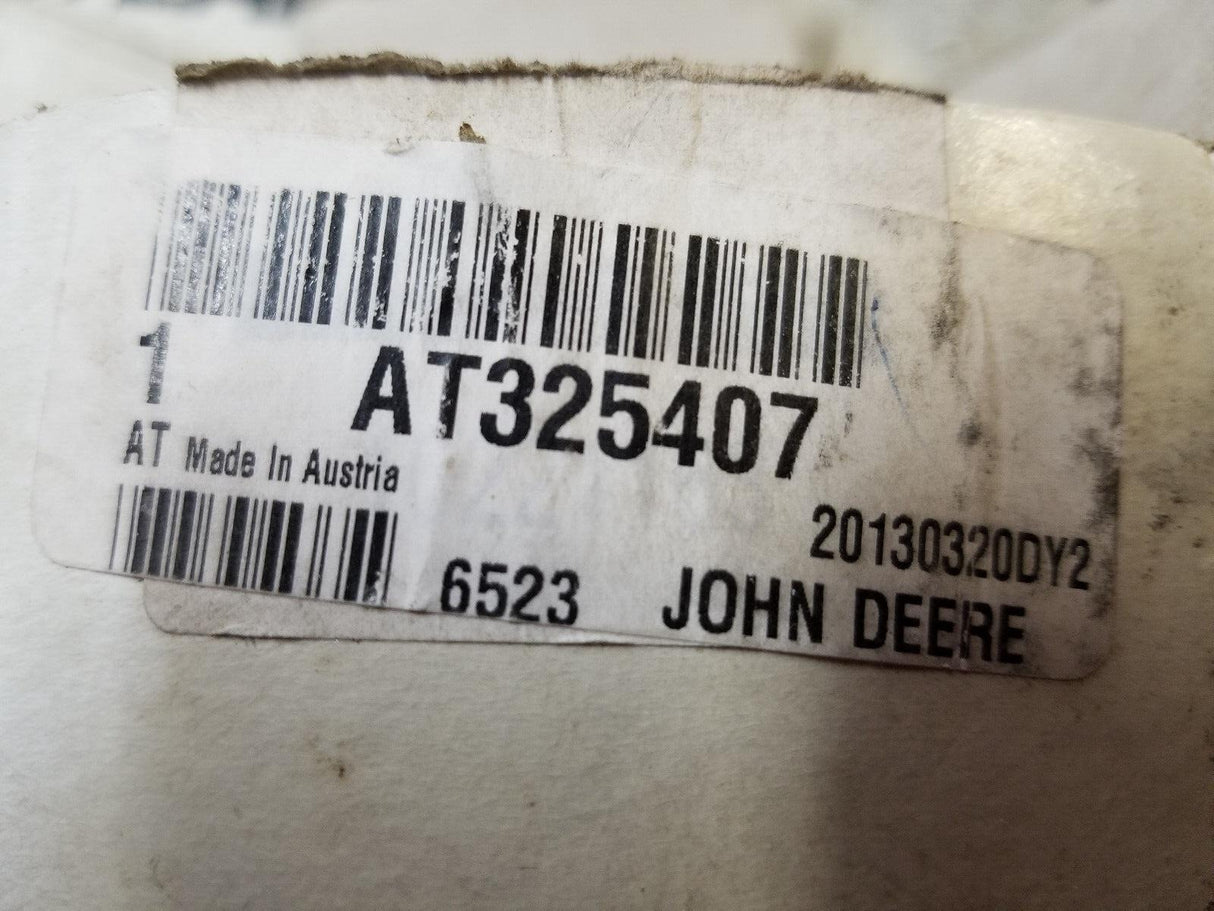 1 AT325407
AT Made In Austria
20130320DY2
6523 JOHN DEERE